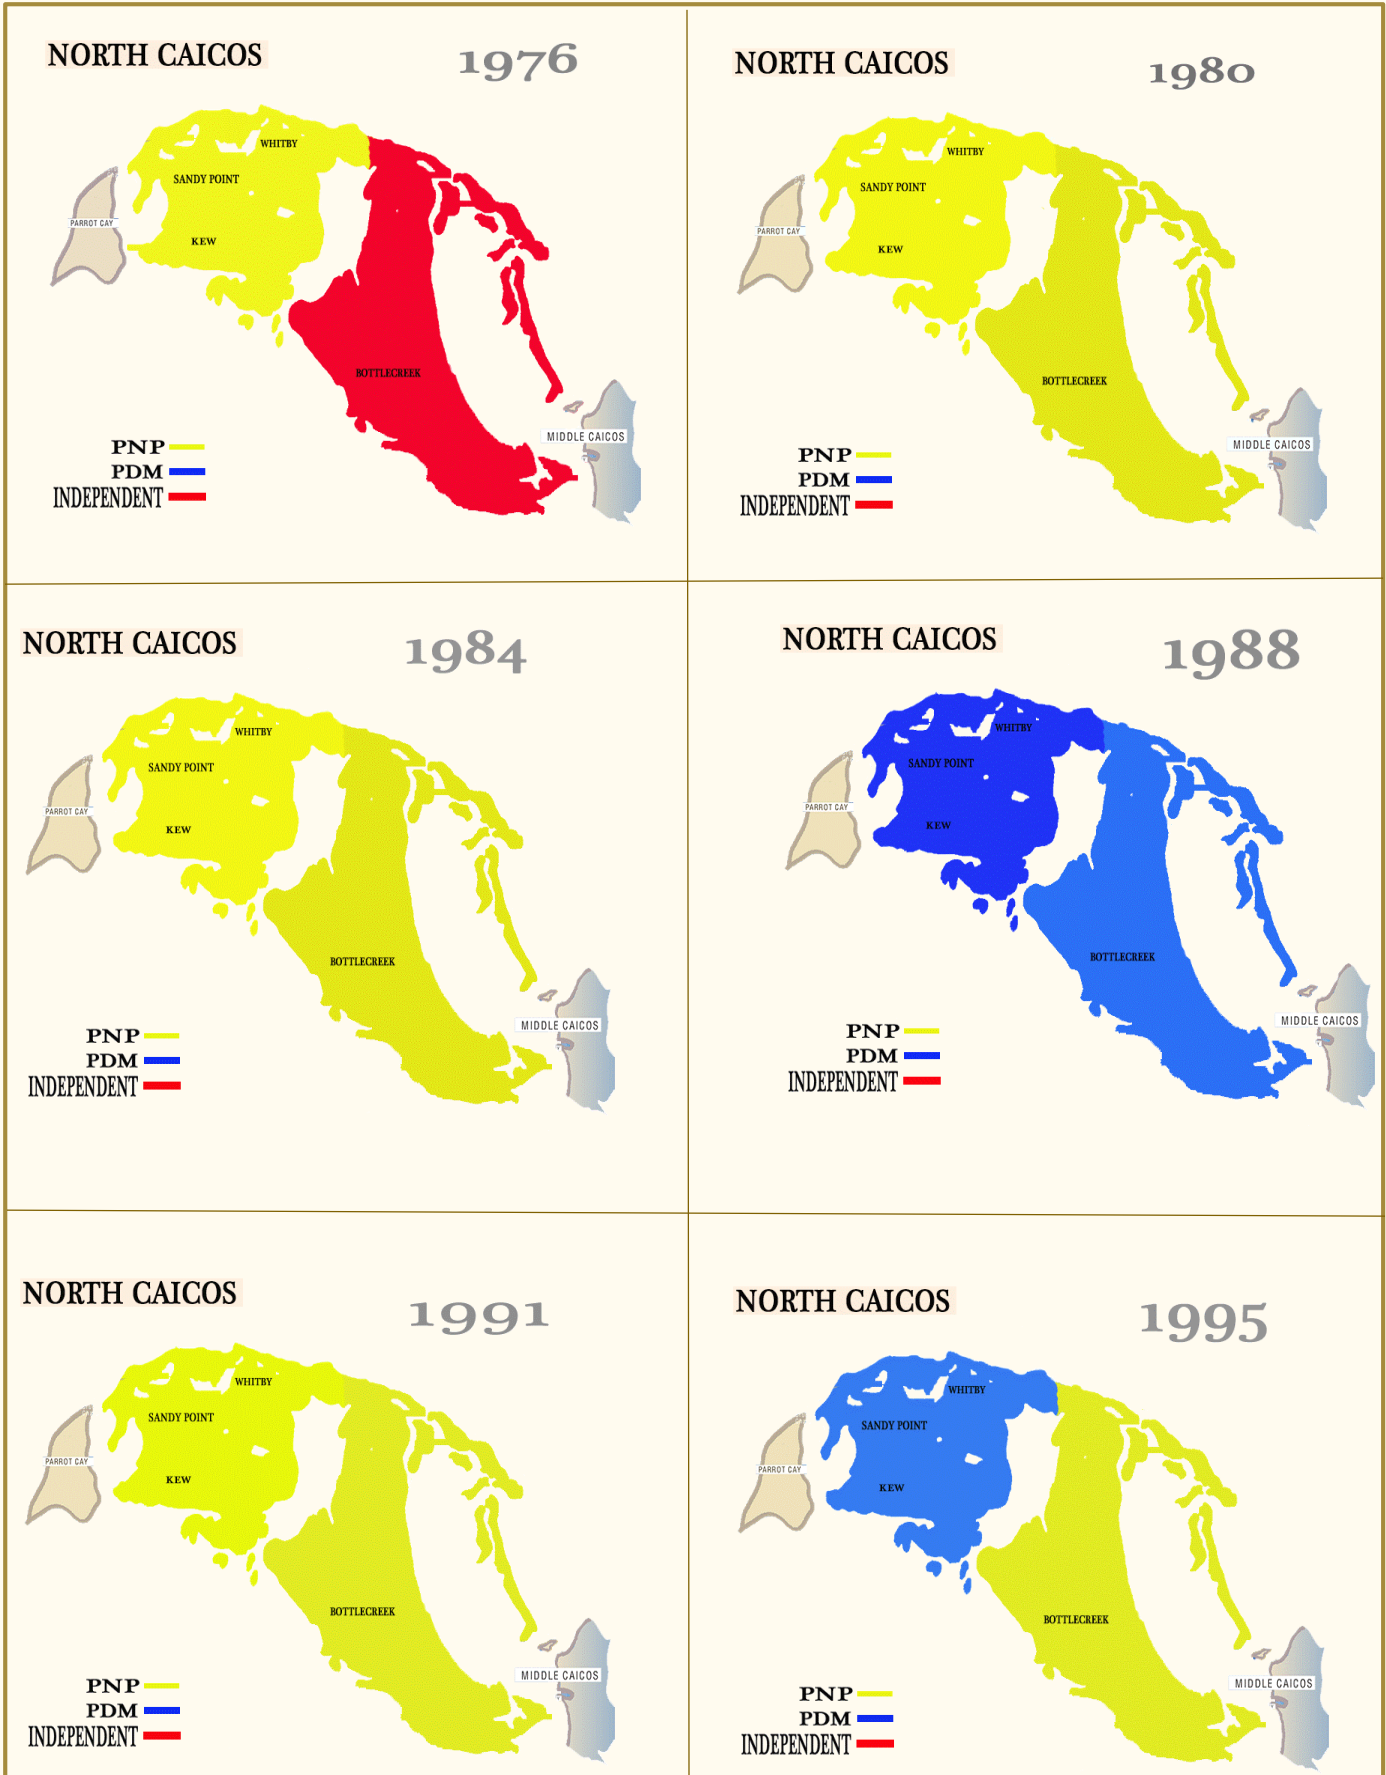 NORTH CAICOS
1976
WHITBY
SANDY POINT
PARROT CAY
KEW
BOTTLECREEK
MIDDLE CAICOS
PNP
PDM
INDEPENDENT
NORTH CAICOS
1980
WHITBY
SANDY POINT
PARROT CAY
KEW
BOTTLECREEK
MIDDLE CAICOS
PNP
PDM
INDEPENDENT
NORTH CAICOS
1984
WHITBY
SANDY POINT
PARROT CAY
KEW
BOTTLECREEK
MIDDLE CAICOS
PNP
PDM
INDEPENDENT
NORTH CAICOS
1988
WHITBY
SANDY POINT
PARROT CAY
KEW
BOTTLECREEK
MIDDLE CAICOS
PNP
PDM
INDEPENDENT
NORTH CAICOS
1991
WHITBY
SANDY POINT
PARROT CAY
KEW
BOTTLECREEK
MIDDLE CAICOS
PNP
PDM
INDEPENDENT
NORTH CAICOS
1995
WHITBY
SANDY POINT
PARROT CAY
KEW
BOTTLECREEK
MIDDLE CAICOS
PNP
PDM
INDEPENDENT